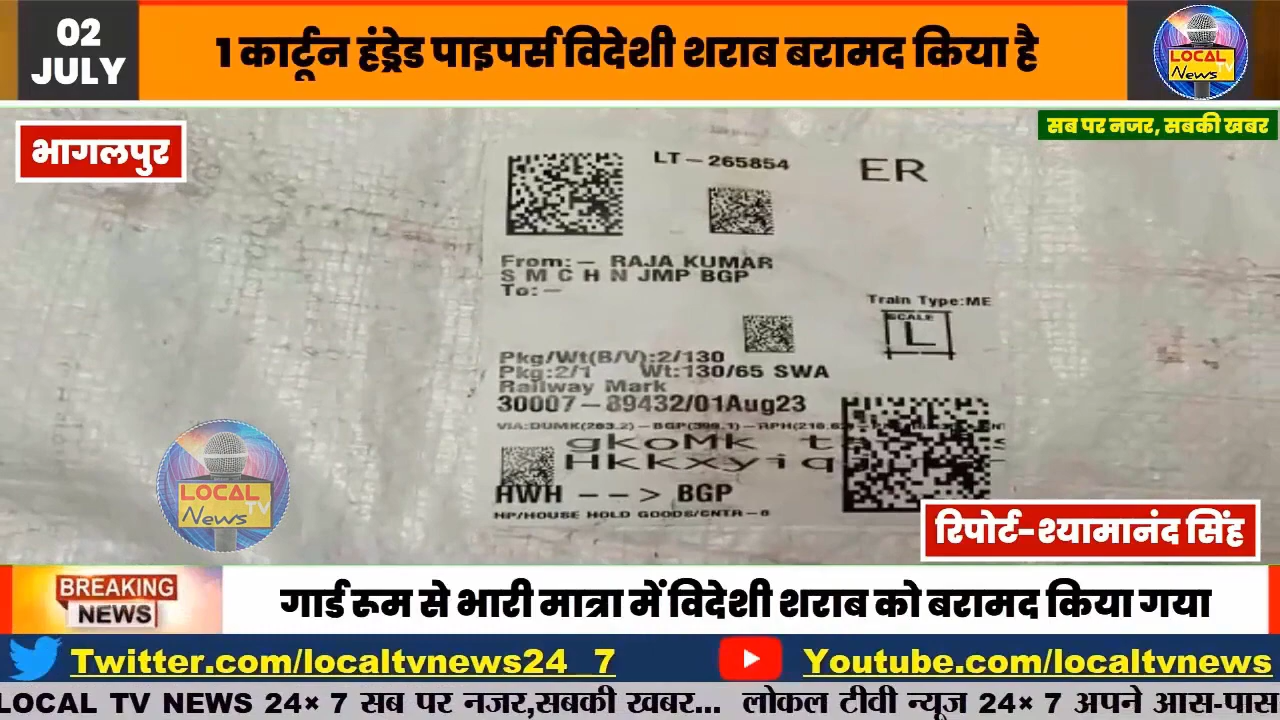 02
JULY
1 कार्टून हंड्रेड पाइपर्स विदेशी शराब बरामद किया है
LOCAL
TV
News
सब पर नजर, सबकी खबर
भागलपुर
LT-265854
ER
From:- RAJA KUMAR
S M C H N JMP BGP
To:-
Train Type:ME
SCALE
L
Pkg/Wt(B/V):2/130
Pkg:2/1 Wt:130/65 SWA
Railway Mark
30007-89432/01Aug23
gkoMk
Hkkxyiq
HWH --> BGP
HP/HOUSE HOLD GOODS/CNTR-6
LOCAL
TV
News
रिपोर्ट-श्यामानंद सिंह
BREAKING
NEWS
गार्ड रूम से भारी मात्रा में विदेशी शराब को बरामद किया गया
Twitter.com/localtvnews24_7
Youtube.com/localtvnews
LOCAL TV NEWS 24×7 सब पर नजर,सबकी खबर... लोकल टीवी न्यूज 24×7 अपने आस-पास